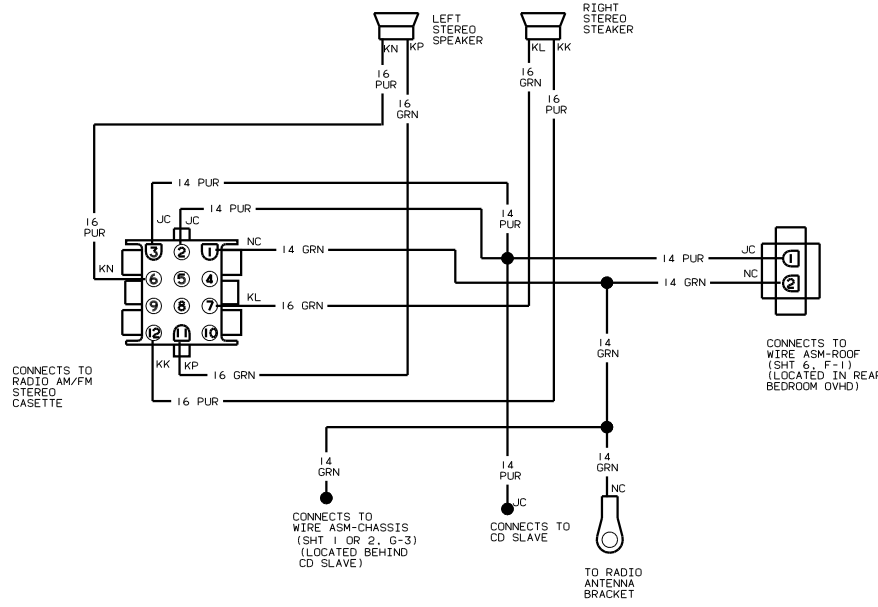 LEFT
STEREO
SPEAKER
RIGHT
STEREO
STEAKER
KN KP
KL KK
16
PUR
16
GRN
16
GRN
16
PUR
14 PUR
14 PUR
JC JC
14
PUR
16
PUR
NC
14 GRN
KN
3 2 1
6 5 4
9 8 7
12 11 10
KL
16 GRN
KK KP
16 GRN
16 PUR
14 PUR
JC
14 GRN
NC
1
2
CONNECTS TO
RADIO AM/FM
STEREO
CASETTE
CONNECTS TO
WIRE ASM-ROOF
(SHT 6, F-1)
(LOCATED IN REAR
BEDROOM OVHD)
14
GRN
14
GRN
14
PUR
14
GRN
NC
JC
CONNECTS TO
WIRE ASM-CHASSIS
(SHT 1 OR 2, G-3)
(LOCATED BEHIND
CD SLAVE)
CONNECTS TO
CD SLAVE
TO RADIO
ANTENNA
BRACKET